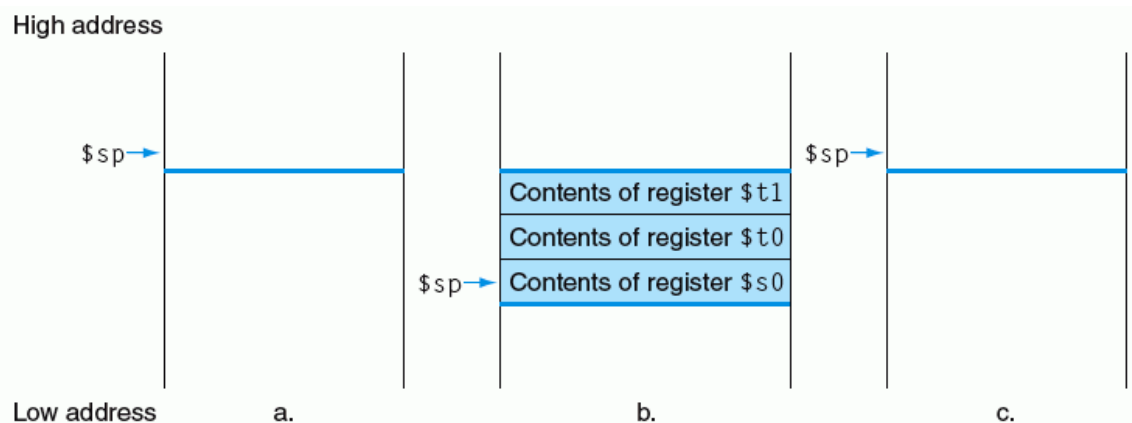 High address
$sp
$sp
Contents of register $t1
Contents of register $t0
$sp
Contents of register $s0
Low address
a.
b.
c.